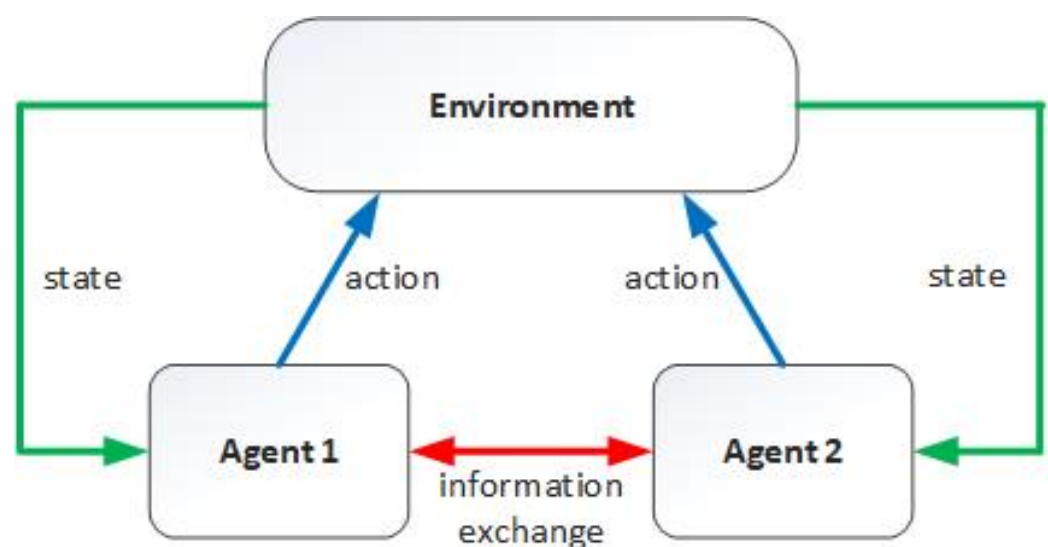 Environment
state
action
action
state
Agent 1
Agent 2
information
exchange